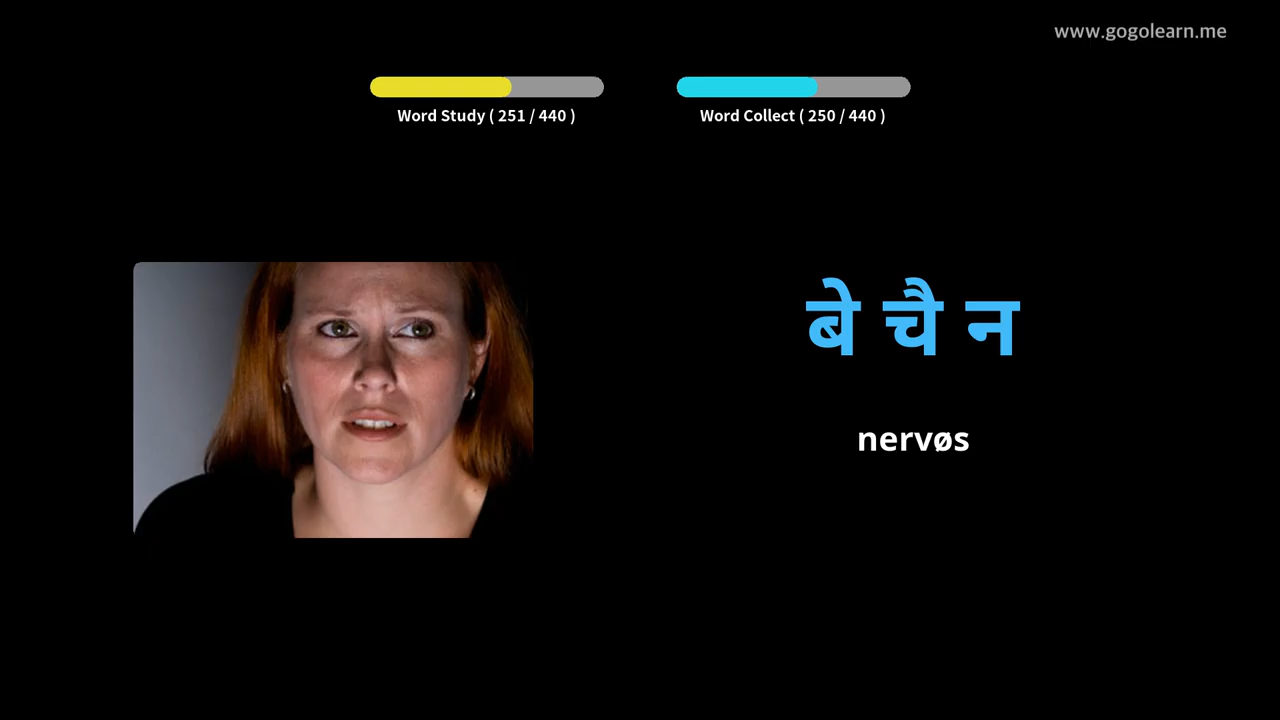 www.gogolearn.me
Word Study ( 251 / 440 )
Word Collect ( 250 / 440 )
बे चै न
nervøs